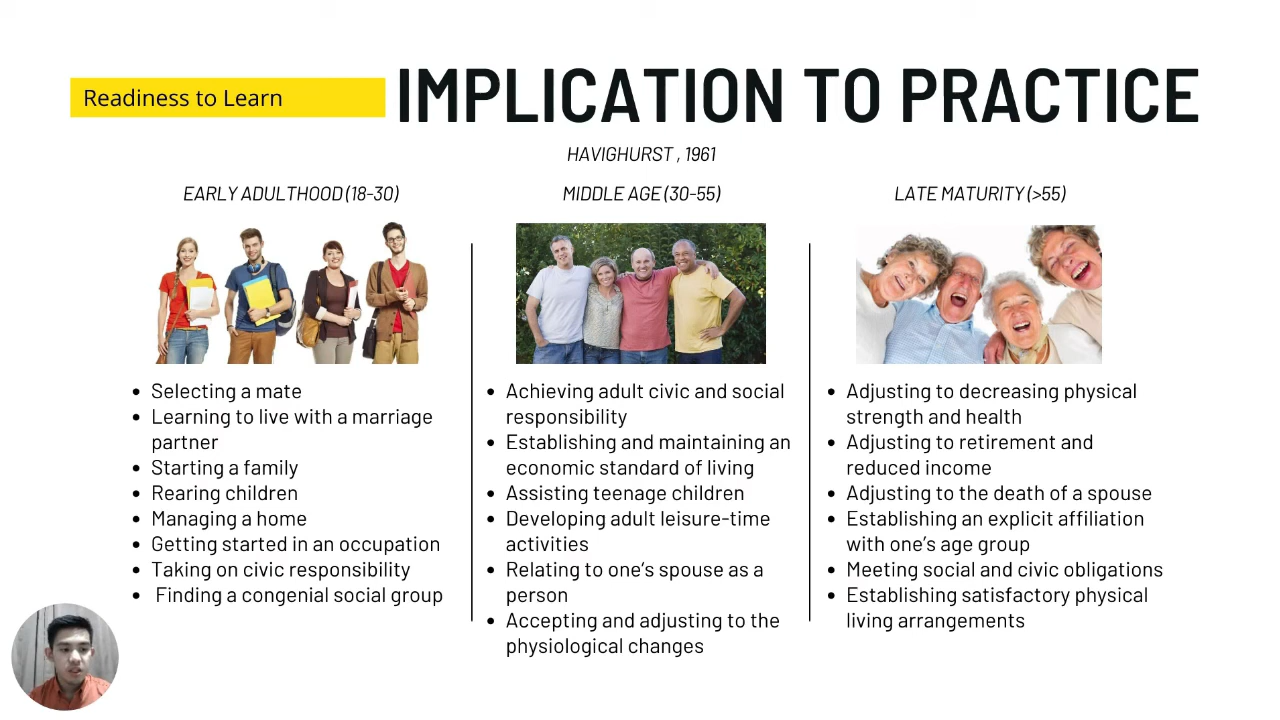 Readiness to Learn
IMPLICATION TO PRACTICE
HAVIGHURST , 1961
EARLY ADULTHOOD (18-30)
• Selecting a mate
• Learning to live with a marriage
partner
• Starting a family
• Rearing children
• Managing a home
• Getting started in an occupation
• Taking on civic responsibility
• Finding a congenial social group
MIDDLE AGE (30-55)
• Achieving adult civic and social
responsibility
• Establishing and maintaining an
economic standard of living
• Assisting teenage children
• Developing adult leisure-time
activities
• Relating to one's spouse as a
person
• Accepting and adjusting to the
physiological changes
LATE MATURITY (>55)
• Adjusting to decreasing physical
strength and health
• Adjusting to retirement and
reduced income
• Adjusting to the death of a spouse
• Establishing an explicit affiliation
with one's age group
• Meeting social and civic obligations
• Establishing satisfactory physical
living arrangements